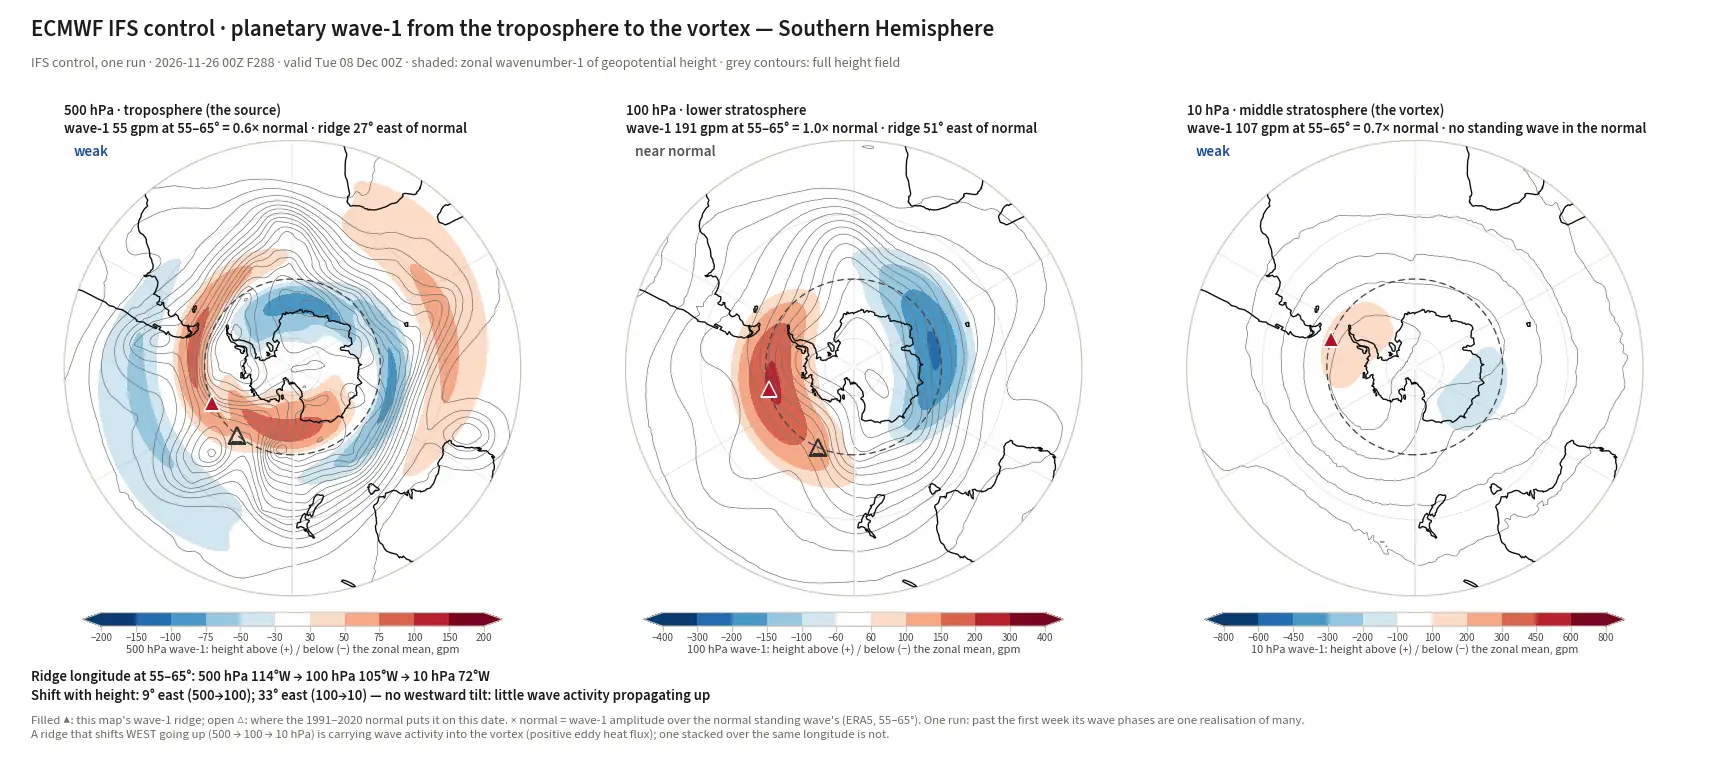 ECMWF IFS control · planetary wave-1 from the troposphere to the vortex — Southern Hemisphere
IFS control, one run · 2026-11-26 00Z F288 · valid Tue 08 Dec 00Z · shaded: zonal wavenumber-1 of geopotential height · grey contours: full height field
500 hPa · troposphere (the source)
wave-1 55 gpm at 55–65° = 0.6× normal · ridge 27° east of normal
weak
100 hPa · lower stratosphere
wave-1 191 gpm at 55–65° = 1.0× normal · ridge 51° east of normal
near normal
10 hPa · middle stratosphere (the vortex)
wave-1 107 gpm at 55–65° = 0.7× normal · no standing wave in the normal
weak
−200 −150 −100 −75 −50 −30 30 50 75 100 150 200
500 hPa wave-1: height above (+) / below (−) the zonal mean, gpm
−400 −300 −200 −150 −100 −60 60 100 150 200 300 400
100 hPa wave-1: height above (+) / below (−) the zonal mean, gpm
−800 −600 −450 −300 −200 −100 100 200 300 450 600 800
10 hPa wave-1: height above (+) / below (−) the zonal mean, gpm
Ridge longitude at 55–65°: 500 hPa 114°W → 100 hPa 105°W → 10 hPa 72°W
Shift with height: 9° east (500→100); 33° east (100→10) — no westward tilt: little wave activity propagating up
Filled ▲: this map's wave-1 ridge; open △: where the 1991–2020 normal puts it on this date. × normal = wave-1 amplitude over the normal standing wave's (ERA5, 55–65°). One run: past the first week its wave phases are one realisation of many.
A ridge that shifts WEST going up (500 → 100 → 10 hPa) is carrying wave activity into the vortex (positive eddy heat flux); one stacked over the same longitude is not.